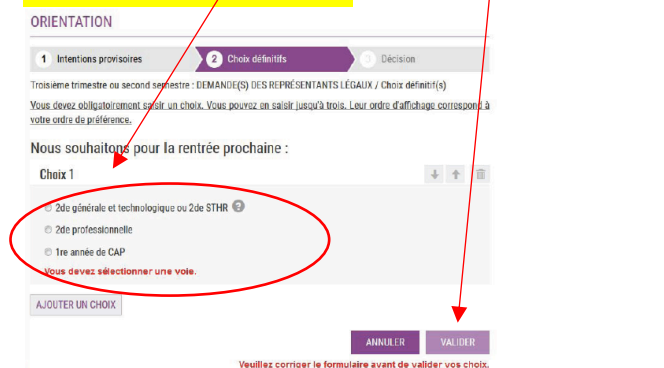 ORIENTATION
1 Intentions provisoires 2 Choix définitifs 3 Décision
Troisième trimestre ou second semestre : DEMANDE(S) DES REPRÉSENTANTS LÉGAUX / Choix définitif(s)
Vous devez obligatoirement saisir un choix. Vous pouvez en saisir jusqu'à trois. Leur ordre d'affichage correspond à
votre ordre de préférence.
Nous souhaitons pour la rentrée prochaine :
Choix 1
2de générale et technologique ou 2de STHR ?
2de professionnelle
1re année de CAP
Vous devez sélectionner une voie.
AJOUTER UN CHOIX
ANNULER VALIDER
Veuillez corriger le formulaire avant de valider vos choix.